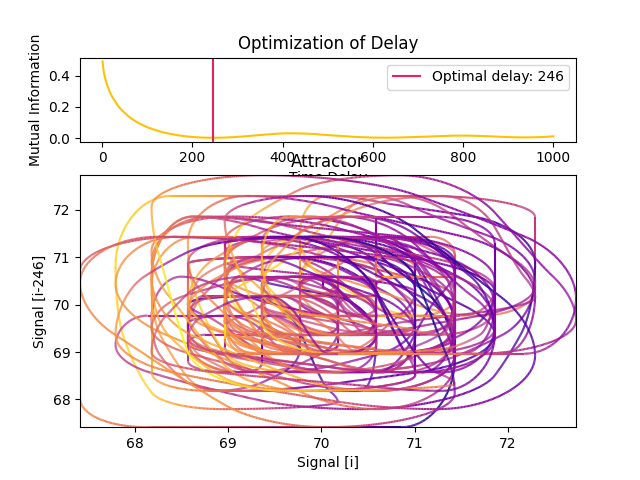 Optimization of Delay
Mutual Information
0.4
0.2
0.0
Optimal delay: 246
0 200 400 600 800 1000
Time Delay
Attractor
Signal [i-246]
72
71
70
69
68
68 69 70 71 72
Signal [i]